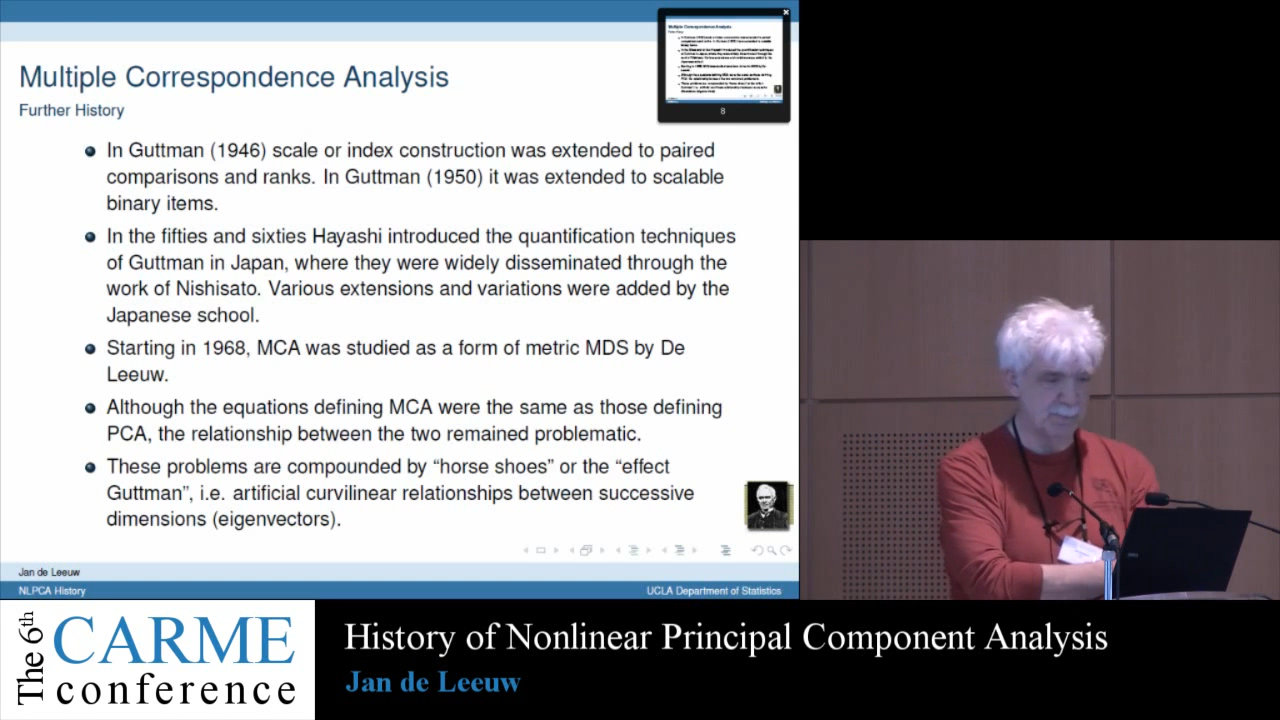 Multiple Correspondence Analysis
Further History
In Guttman (1946) scale or index construction was extended to paired
comparisons and ranks. In Guttman (1950) it was extended to scalable
binary items.
In the fifties and sixties Hayashi introduced the quantification techniques
of Guttman in Japan, where they were widely disseminated through the
work of Nishisato. Various extensions and variations were added by the
Japanese school.
Starting in 1968, MCA was studied as a form of metric MDS by De
Leeuw.
Although the equations defining MCA were the same as those defining
PCA, the relationship between the two remained problematic.
These problems are compounded by “horse shoes” or the “effect
Guttman”, i.e. artificial curvilinear relationships between successive
dimensions (eigenvectors).
Multiple Correspondence Analysis
8
Jan de Leeuw
NLPCA History
UCLA Department of Statistics
The 6th
CARME
conference
History of Nonlinear Principal Component Analysis
Jan de Leeuw